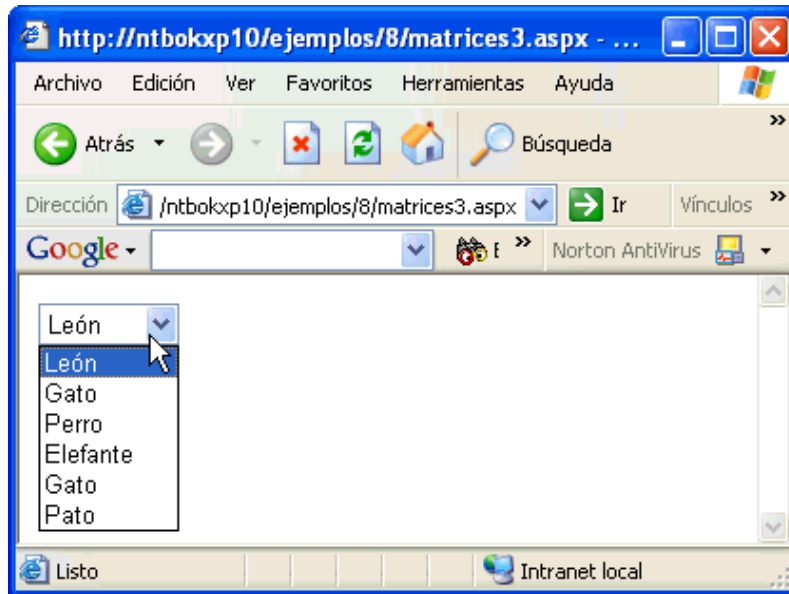 http://ntbokxp10/ejemplos/8/matrices3.aspx - ...
Archivo Edición Ver Favoritos Herramientas Ayuda
Atrás Búsqueda »
Dirección /ntbokxp10/ejemplos/8/matrices3.aspx Ir Vínculos »
Google » Norton AntiVirus
León
León
Gato
Perro
Elefante
Gato
Pato
Listo Intranet local